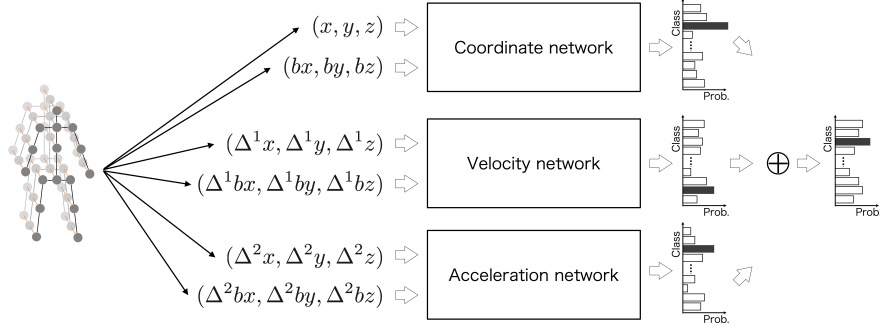 (x, y, z)
(bx, by, bz)
Coordinate network
Class
Prob.
(Δ¹x, Δ¹y, Δ¹z)
(Δ¹bx, Δ¹by, Δ¹bz)
Velocity network
Class
Prob.
Class
Prob.
(Δ²x, Δ²y, Δ²z)
(Δ²bx, Δ²by, Δ²bz)
Acceleration network
Class
Prob.